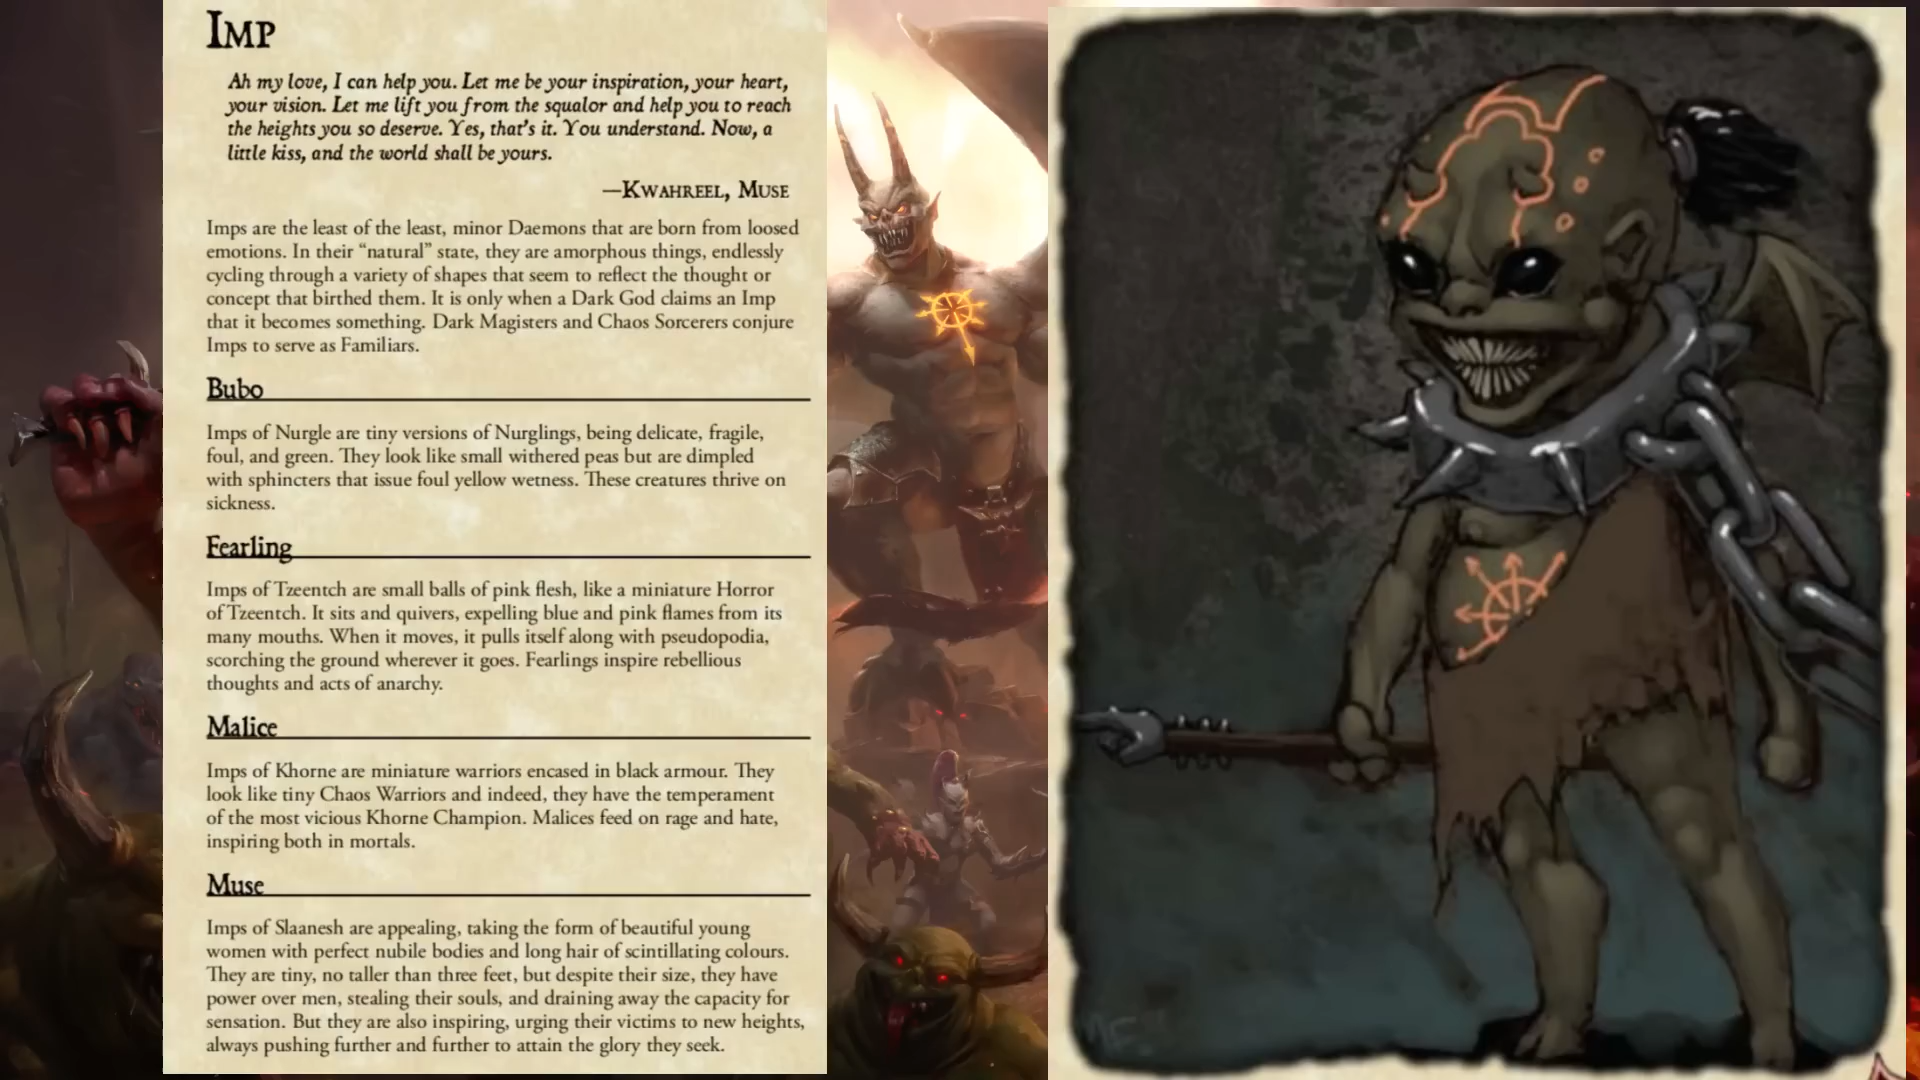 Imp
Ah my love, I can help you. Let me be your inspiration, your heart,
your vision. Let me lift you from the squalor and help you to reach
the heights you so deserve. Yes, that's it. You understand. Now, a
little kiss, and the world shall be yours.
—Kwahreel, Muse
Imps are the least of the least, minor Daemons that are born from loosed
emotions. In their “natural” state, they are amorphous things, endlessly
cycling through a variety of shapes that seem to reflect the thought or
concept that birthed them. It is only when a Dark God claims an Imp
that it becomes something. Dark Magisters and Chaos Sorcerers conjure
Imps to serve as Familiars.
Bubo
Imps of Nurgle are tiny versions of Nurglings, being delicate, fragile,
foul, and green. They look like small withered peas but are dimpled
with sphincters that issue foul yellow wetness. These creatures thrive on
sickness.
Fearling
Imps of Tzeentch are small balls of pink flesh, like a miniature Horror
of Tzeentch. It sits and quivers, expelling blue and pink flames from its
many mouths. When it moves, it pulls itself along with pseudopodia,
scorching the ground wherever it goes. Fearlings inspire rebellious
thoughts and acts of anarchy.
Malice
Imps of Khorne are miniature warriors encased in black armour. They
look like tiny Chaos Warriors and indeed, they have the temperament
of the most vicious Khorne Champion. Malices feed on rage and hate,
inspiring both in mortals.
Muse
Imps of Slaanesh are appealing, taking the form of beautiful young
women with perfect nubile bodies and long hair of scintillating colours.
They are tiny, no taller than three feet, but despite their size, they have
power over men, stealing their souls, and draining away the capacity for
sensation. But they are also inspiring, urging their victims to new heights,
always pushing further and further to attain the glory they seek.